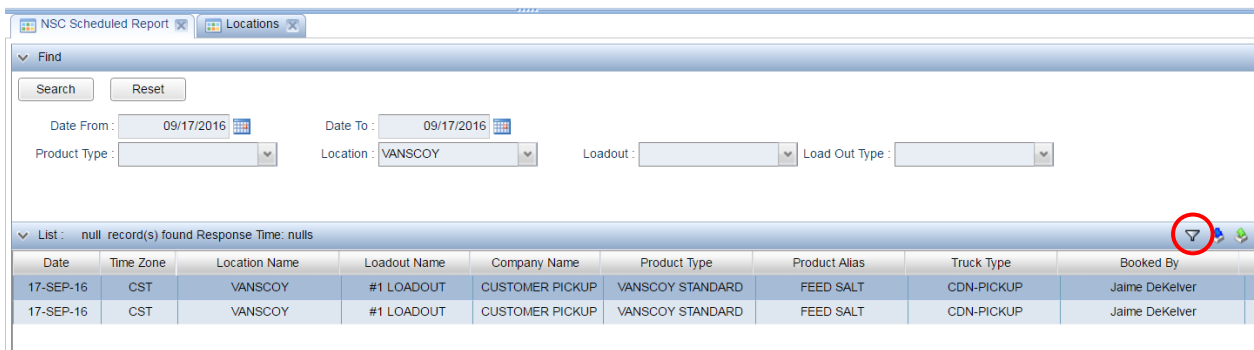 NSC Scheduled Report Locations
Find
Search Reset
Date From : 09/17/2016 Date To : 09/17/2016
Product Type : Location : VANSCOY Loadout : Load Out Type :
List : null record(s) found Response Time: nulls
Date Time Zone Location Name Loadout Name Company Name Product Type Product Alias Truck Type Booked By
17-SEP-16 CST VANSCOY #1 LOADOUT CUSTOMER PICKUP VANSCOY STANDARD FEED SALT CDN-PICKUP Jaime DeKelver
17-SEP-16 CST VANSCOY #1 LOADOUT CUSTOMER PICKUP VANSCOY STANDARD FEED SALT CDN-PICKUP Jaime DeKelver